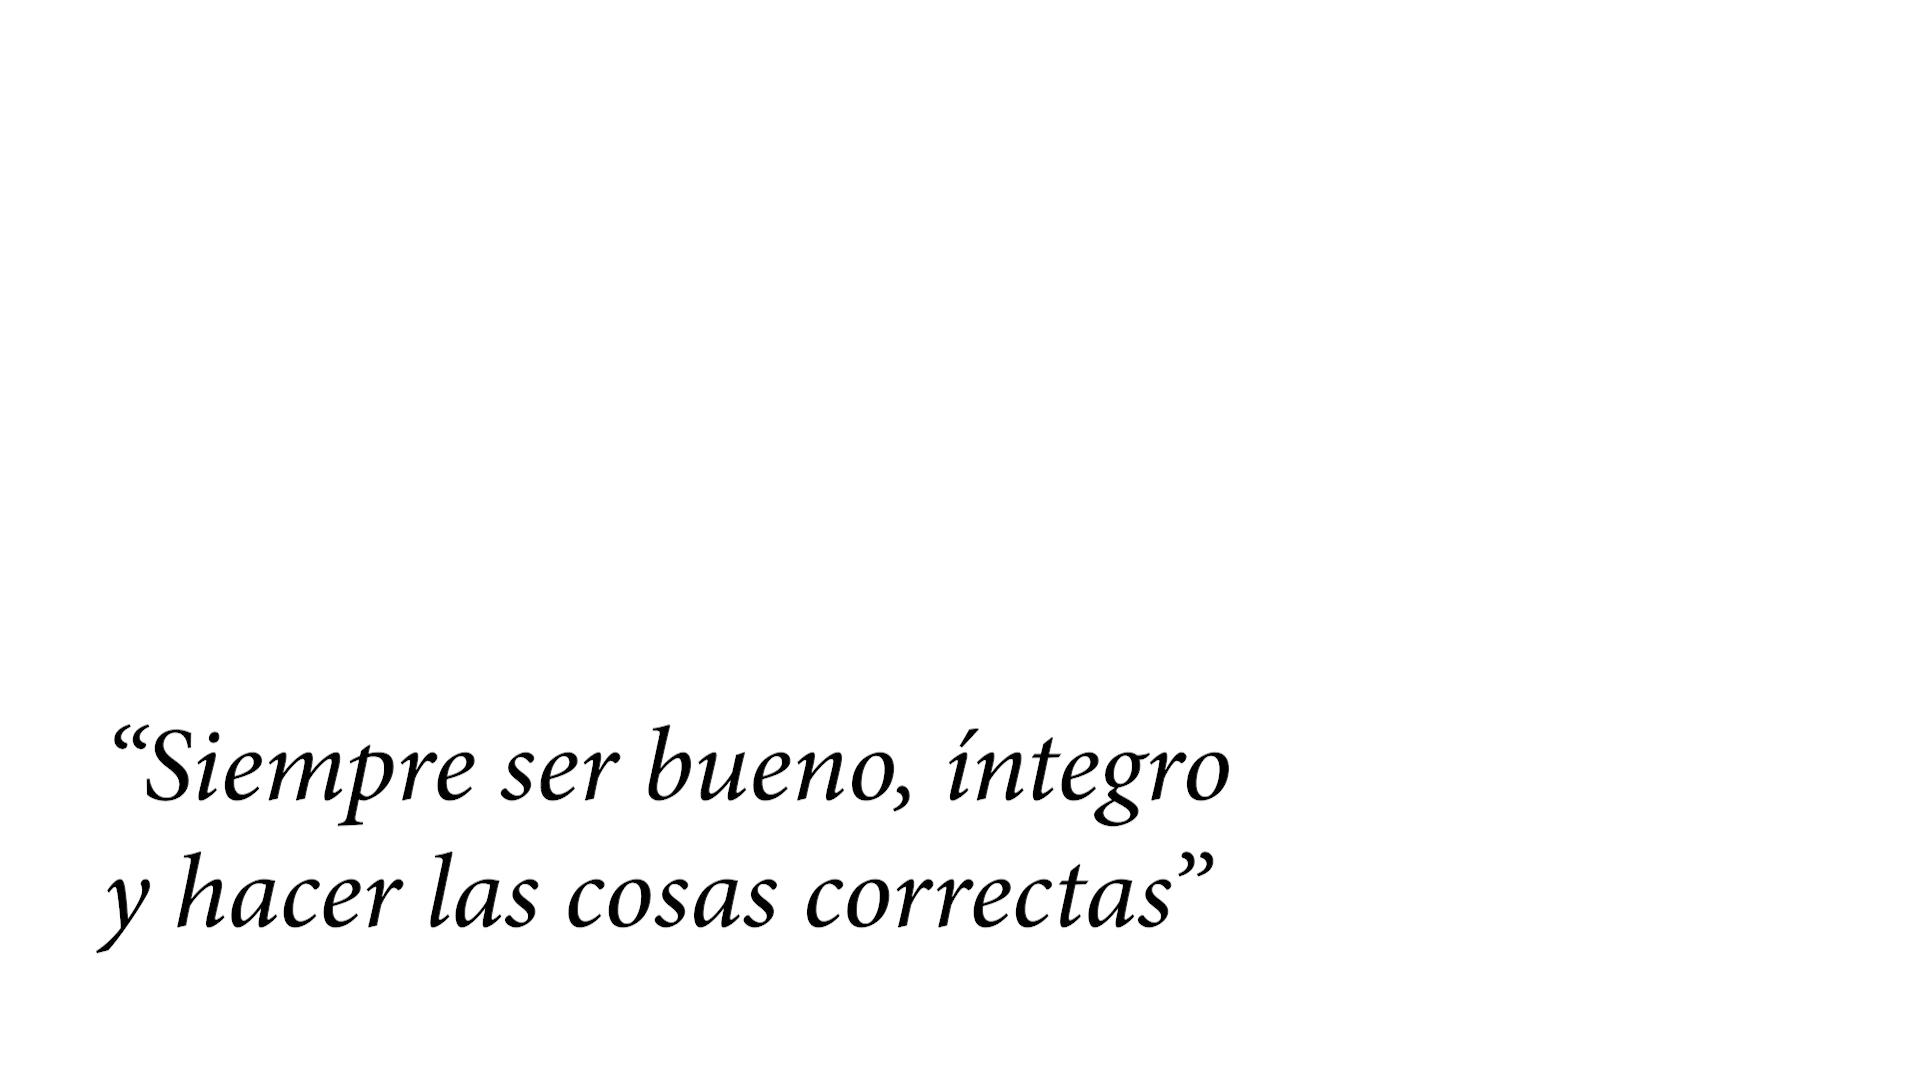 “Siempre ser bueno, íntegro
y hacer las cosas correctas”